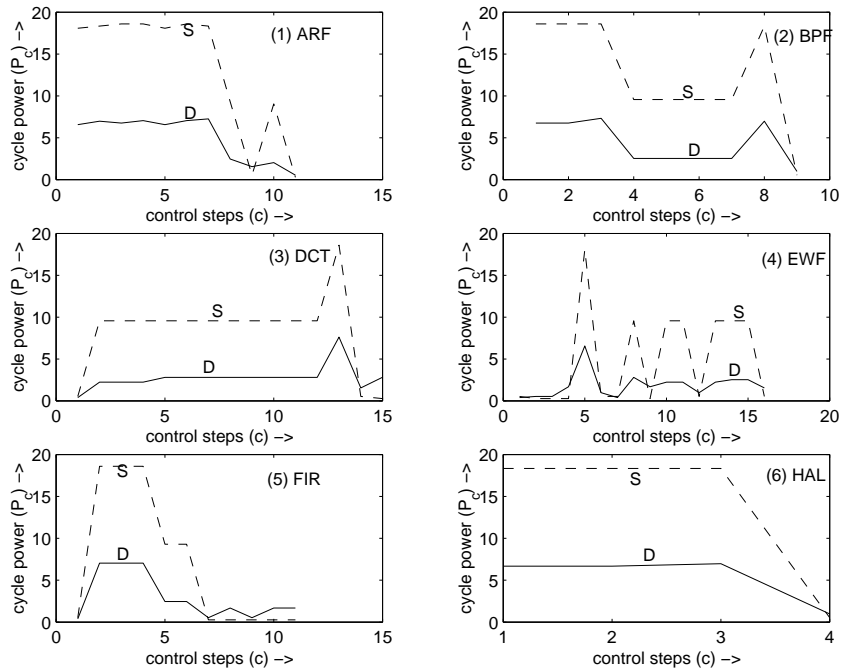 20
15
10
5
0
0
5
10
15
cycle power (P_c) –>
control steps (c) –>
(1) ARF
S
D
20
15
10
5
0
0
2
4
6
8
10
cycle power (P_c) –>
control steps (c) –>
(2) BPF
S
D
20
15
10
5
0
0
5
10
15
cycle power (P_c) –>
control steps (c) –>
(3) DCT
S
D
20
15
10
5
0
0
5
10
15
20
cycle power (P_c) –>
control steps (c) –>
(4) EWF
S
D
20
15
10
5
0
0
5
10
15
cycle power (P_c) –>
control steps (c) –>
(5) FIR
S
D
20
15
10
5
0
1
2
3
4
cycle power (P_c) –>
control steps (c) –>
(6) HAL
S
D